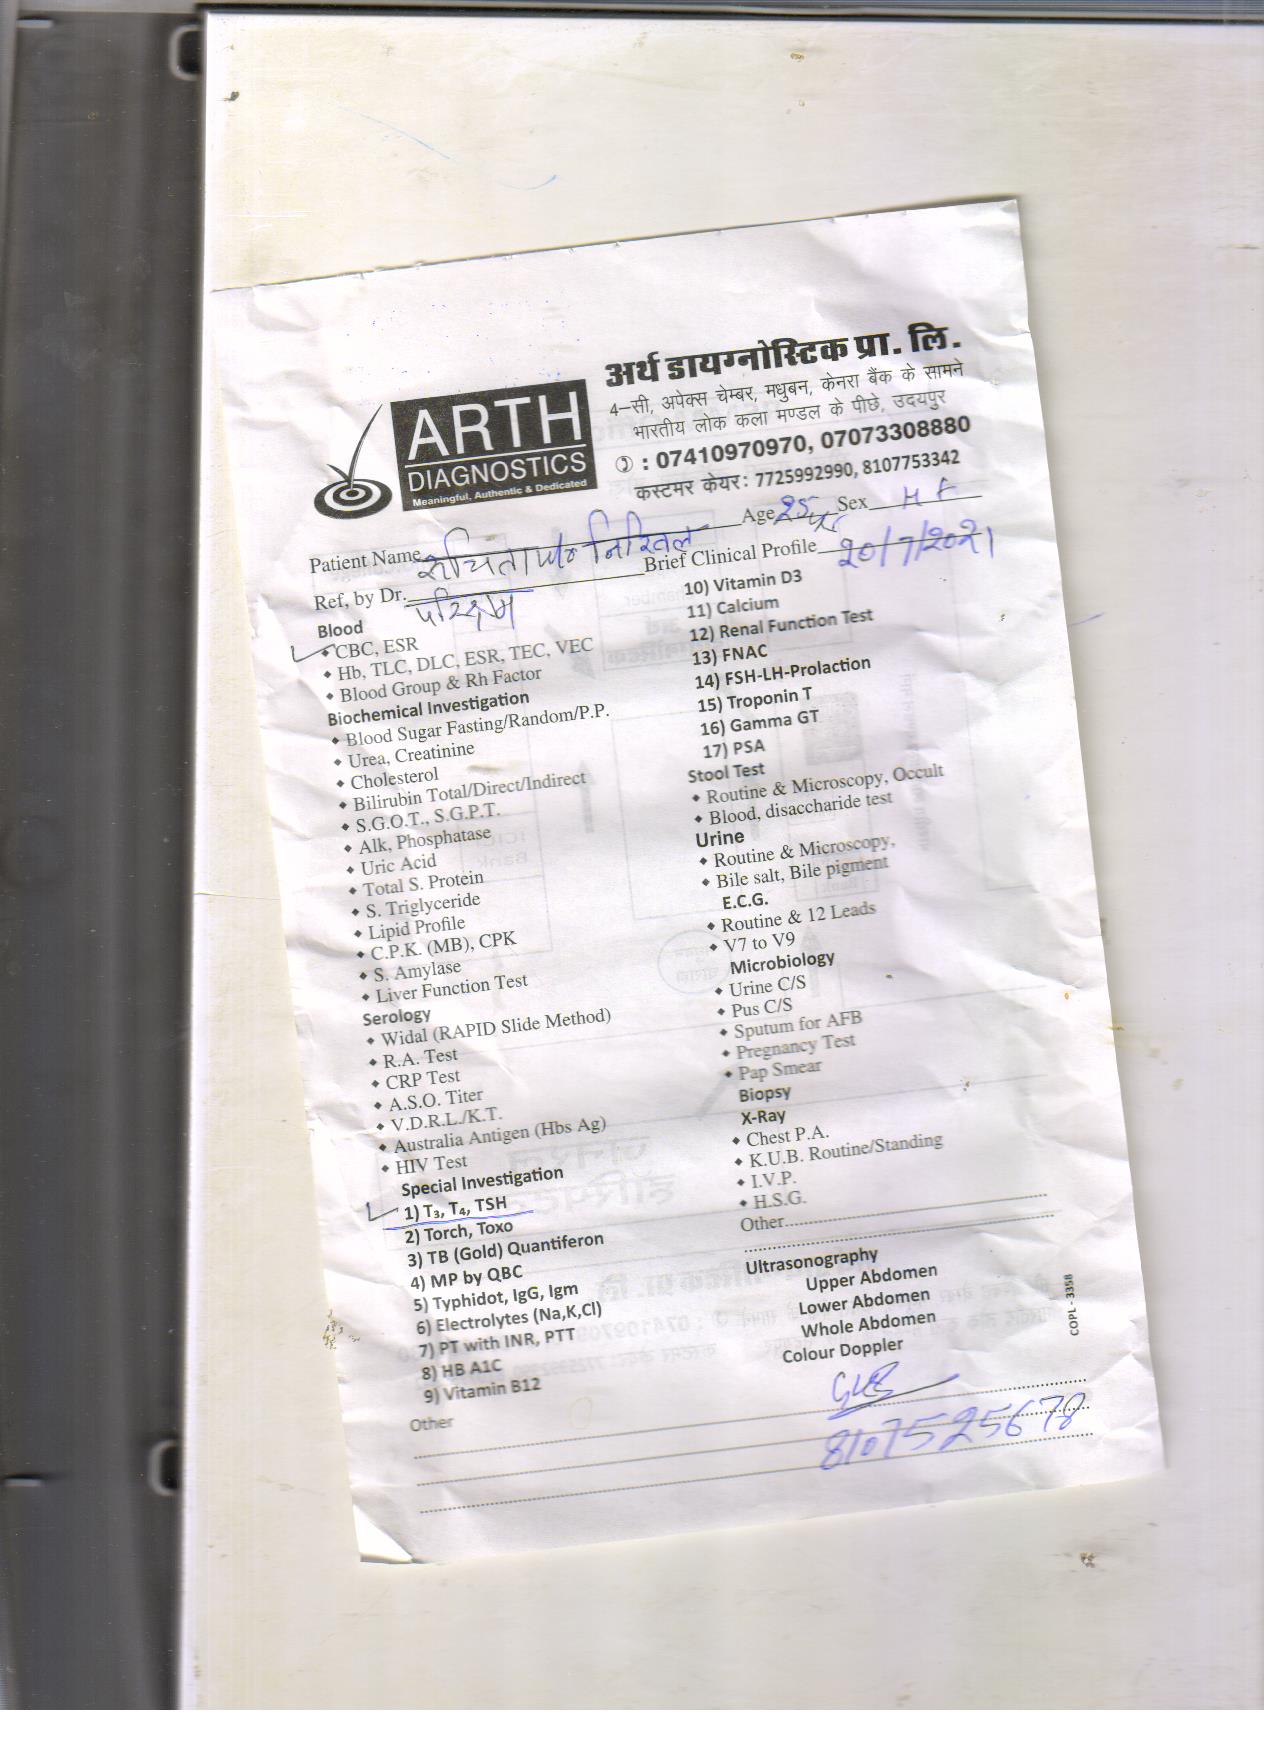 ARTH
DIAGNOSTICS
Meaningful, Authentic & Dedicated
अर्थ डायग्नोस्टिक प्रा. लि.
4–सी, अपेक्स चेम्बर, मधुबन, केनरा बैंक के सामने
भारतीय लोक कला मण्डल के पीछे, उदयपुर
: 07410970970, 07073308880
कस्टमर केयर: 7725992990, 8107753342
Patient Name निखिल Age 25 Sex M F
Ref, by Dr. Brief Clinical Profile 20/7/2021
Blood
CBC, ESR
Hb, TLC, DLC, ESR, TEC, VEC
Blood Group & Rh Factor
Biochemical Investigation
Blood Sugar Fasting/Random/P.P.
Urea, Creatinine
Cholesterol
Bilirubin Total/Direct/Indirect
S.G.O.T., S.G.P.T.
Alk, Phosphatase
Uric Acid
Total S. Protein
S. Triglyceride
Lipid Profile
C.P.K. (MB), CPK
S. Amylase
Liver Function Test
Serology
Widal (RAPID Slide Method)
R.A. Test
CRP Test
A.S.O. Titer
V.D.R.L./K.T.
Australia Antigen (Hbs Ag)
HIV Test
Special Investigation
1) T3, T4, TSH
2) Torch, Toxo
3) TB (Gold) Quantiferon
4) MP by QBC
5) Typhidot, IgG, Igm
6) Electrolytes (Na,K,Cl)
7) PT with INR, PTT
8) HB A1C
9) Vitamin B12
Other
10) Vitamin D3
11) Calcium
12) Renal Function Test
13) FNAC
14) FSH-LH-Prolaction
15) Troponin T
16) Gamma GT
17) PSA
Stool Test
Routine & Microscopy, Occult
Blood, disaccharide test
Urine
Routine & Microscopy,
Bile salt, Bile pigment
E.C.G.
Routine & 12 Leads
V7 to V9
Microbiology
Urine C/S
Pus C/S
Sputum for AFB
Pregnancy Test
Pap Smear
Biopsy
X-Ray
Chest P.A.
K.U.B. Routine/Standing
I.V.P.
H.S.G.
Other
Ultrasonography
Upper Abdomen
Lower Abdomen
Whole Abdomen
Colour Doppler
COPL - 3358
8107525678